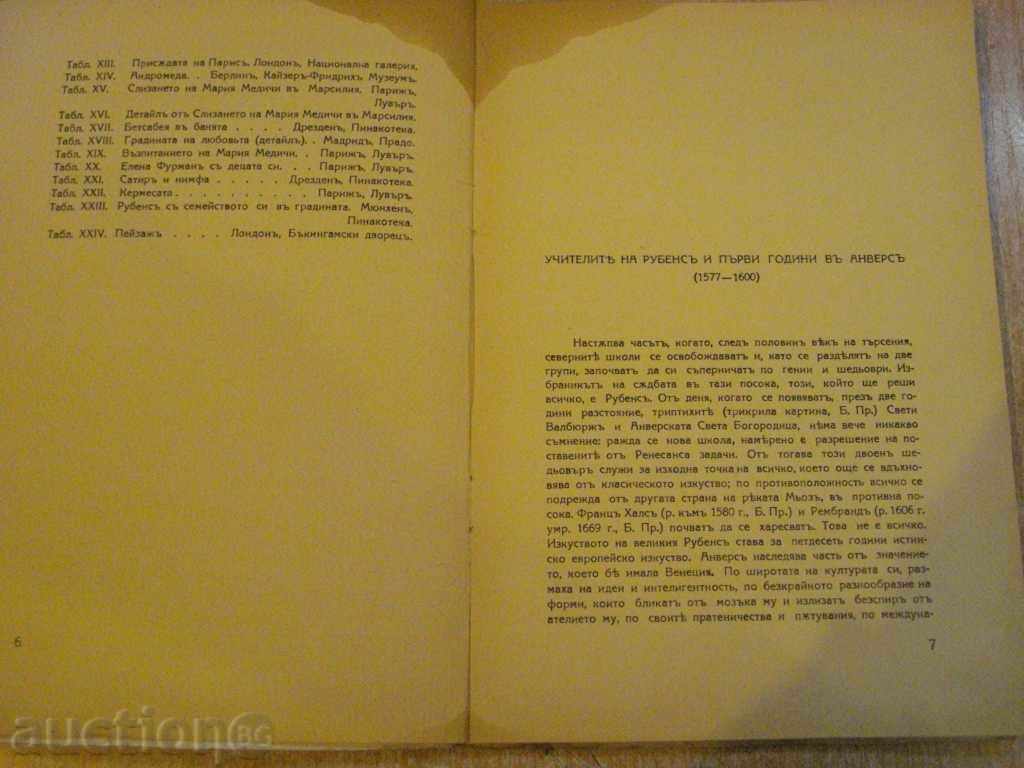 Табл. XIII. Присждата на Парисъ. Лондонъ, Национална галерия.
Табл. XIV. Андромеда. . Берлинъ, Кайзеръ-Фридрихъ Музеумъ.
Табл. XV. Слизането на Мария Медичи въ Марсилия. Парижъ,
Лувъръ.
Табл. XVI. Детайлъ отъ Слизането на Мария Медичи въ Марсилия.
Табл. XVII. Бетсабея въ банята . . . . Дрезденъ, Пинакотека.
Табл. XVIII. Градината на любовьта (детайлъ). . Мадридъ, Прадо.
Табл. XIX. Възпитанието на Мария Медичи. . Парижъ, Лувъръ.
Табл. XX. Елена Фурманъ съ децата си. . . Парижъ, Лувъръ.
Табл. XXI. Сатиръ и нимфа . . . . . Дрезденъ, Пинакотека.
Табл. XXII. Кермесата . . . . . . . . . . Парижъ, Лувъръ.
Табл. XXIII. Рубенсъ съ семейството си въ градината. Мюнхенъ,
Пинакотека.
Табл. XXIV. Пейзажъ . . . . Лондонъ, Бъкингамски дворецъ.
6
УЧИТЕЛИТѢ НА РУБЕНСЪ И ПЪРВИ ГОДИНИ ВЪ АНВЕРСЪ
(1577—1600)
Настѫпва часътъ, когато, следъ половинъ вѣкъ на търсения,
севернитѣ школи се освобождаватъ и, като се раздѣлятъ на две
групи, започватъ да си съперничатъ по гении и шедьоври. Из-
браникътъ на сѫдбата въ тази посока, този, който ще реши
всичко, е Рубенсъ. Отъ деня, когато се появяватъ, презъ две го-
дини разстояние, триптихитѣ (трикрила картина, Б. Пр.) Свети
Валбюржъ и Анверската Света Богородица, нѣма вече никакво
съмнение: ражда се нова школа, намѣрено е разрешение на по-
ставенитѣ отъ Ренесанса задачи. Отъ тогава този двоенъ ше-
дьовъръ служи за изходна точка на всичко, което още се вдъхно-
вява отъ класическото изкуство; по противоположность всичко се
подрежда отъ другата страна на рѣката Мьозъ, въ противна по-
сока. Францъ Халсъ (р. къмъ 1580 г., Б. Пр.) и Рембрандъ (р. 1606 г.
умр. 1669 г., Б. Пр.) почватъ да се харесватъ. Това не е всичко.
Изкуството на великия Рубенсъ става за петдесеть години истин-
ско европейско изкуство. Анверсъ наследява часть отъ значение-
то, което бѣ имала Венеция. По широтата на културата си, раз-
маха на идеи и интелигентность, по безкрайното разнообразие на
форми, които бликатъ отъ мозъка му и излизатъ безспиръ отъ
ателието му, по своитѣ пратеничества и пѫтувания, по междуна-
7
auctionBG